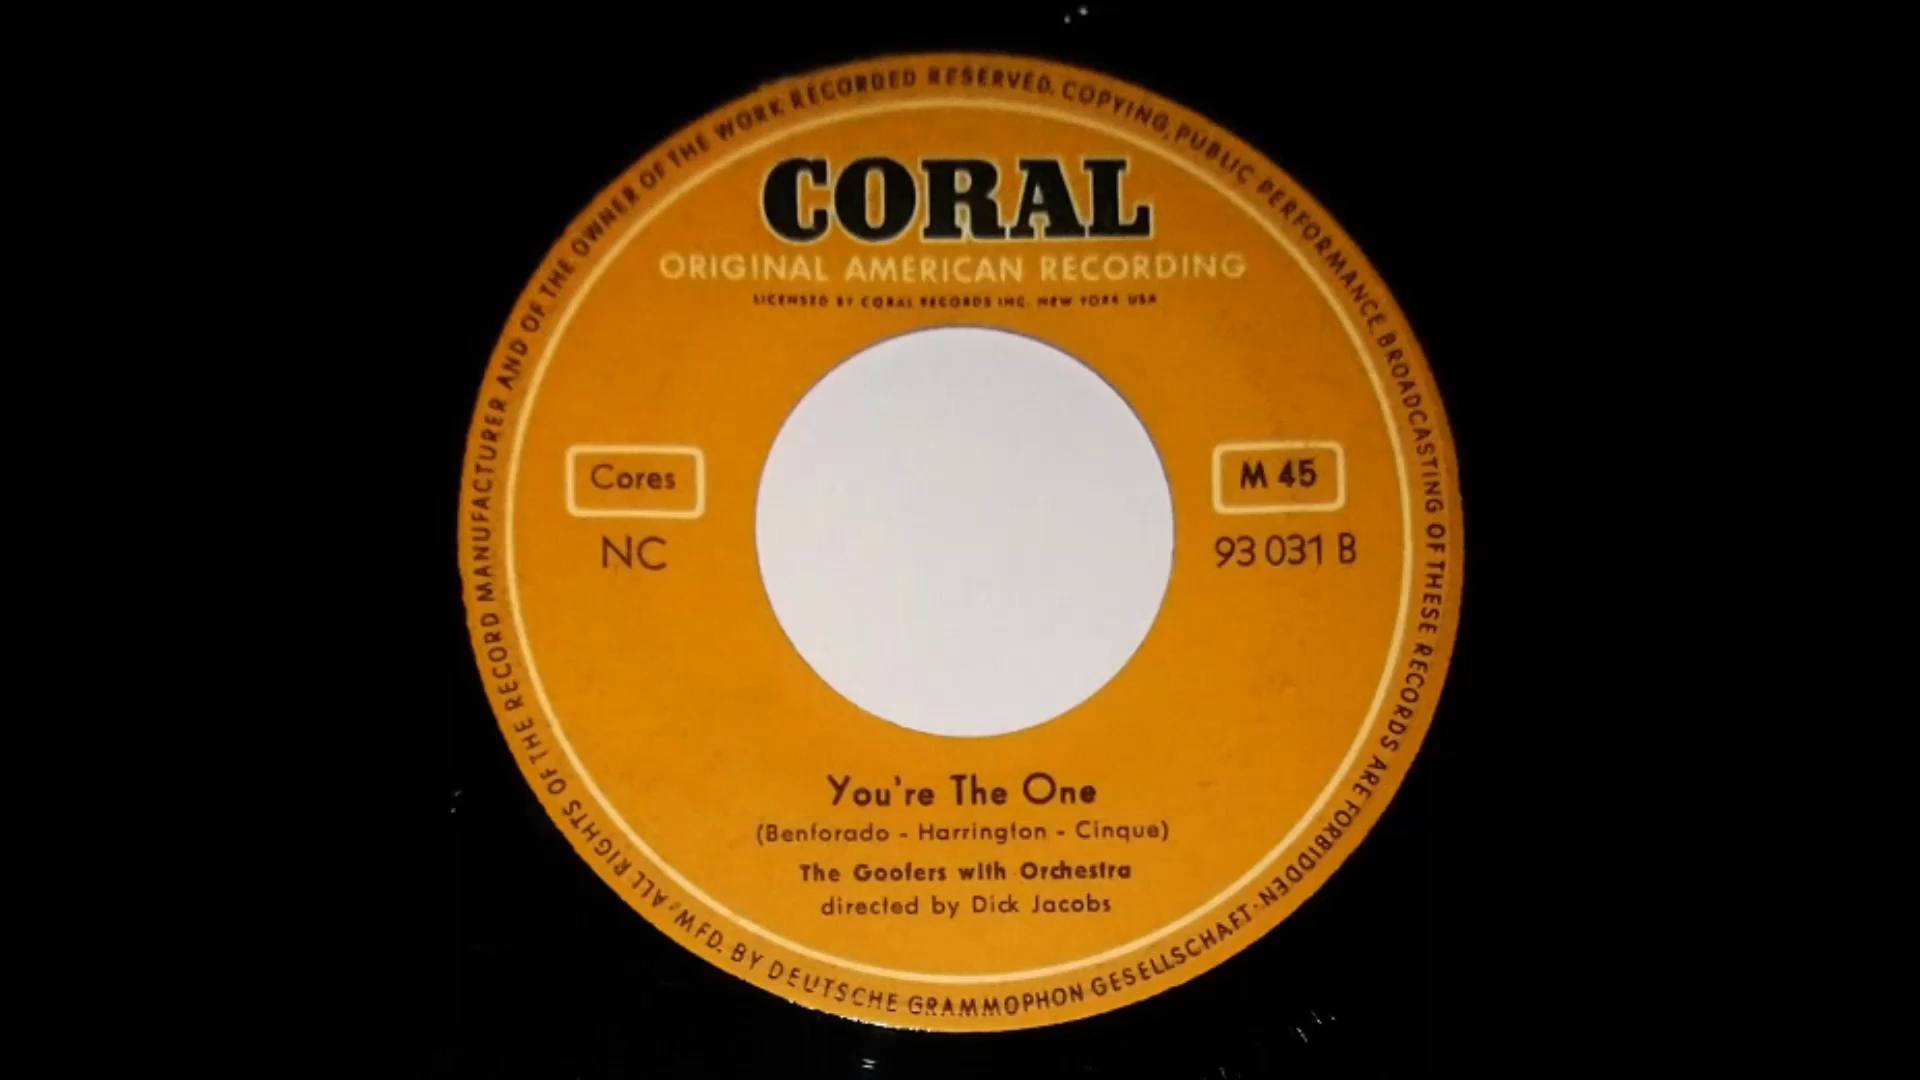 CORAL
ORIGINAL AMERICAN RECORDING
LICENSED BY CORAL RECORDS INC. NEW YORK USA
Cores
NC
M 45
93 031 B
You're The One
(Benforado - Harrington - Cinque)
The Goofers with Orchestra
directed by Dick Jacobs
MFD. BY DEUTSCHE GRAMMOPHON GESELLSCHAFT · ALL RIGHTS OF THE RECORD MANUFACTURER AND OF THE OWNER OF THE WORK RECORDED RESERVED. COPYING, PUBLIC PERFORMANCE, BROADCASTING OF THESE RECORDS ARE FORBIDDEN ·